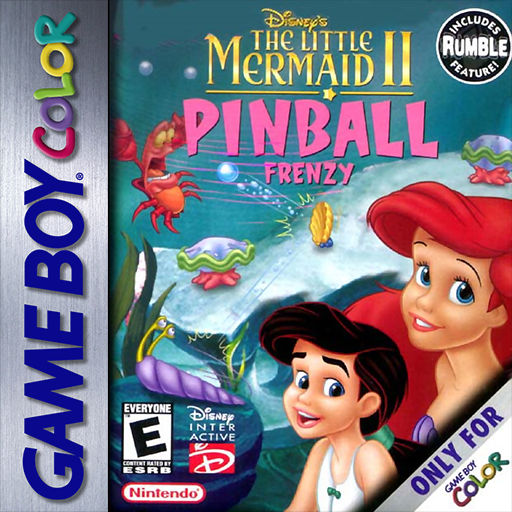 GAME BOY COLOR
Disney's
THE LITTLE
MERMAID II
PINBALL
FRENZY
INCLUDES
RUMBLE
FEATURE!
EVERYONE
E
CONTENT RATED BY
ESRB
Disney
INTER
ACTIVE
D
Nintendo
ONLY FOR
GAME BOY
COLOR